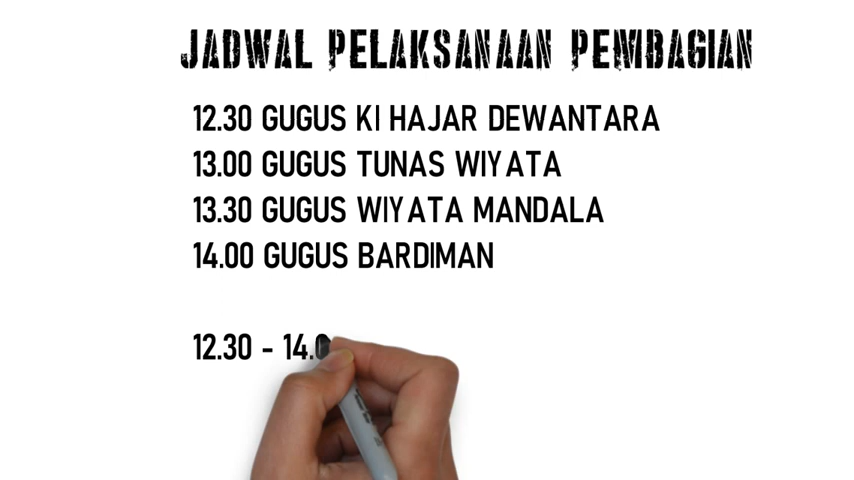 JADWAL PELAKSANAAN PEMBAGIAN
12.30 GUGUS KI HAJAR DEWANTARA
13.00 GUGUS TUNAS WIYATA
13.30 GUGUS WIYATA MANDALA
14.00 GUGUS BARDIMAN
12.30 - 14.0